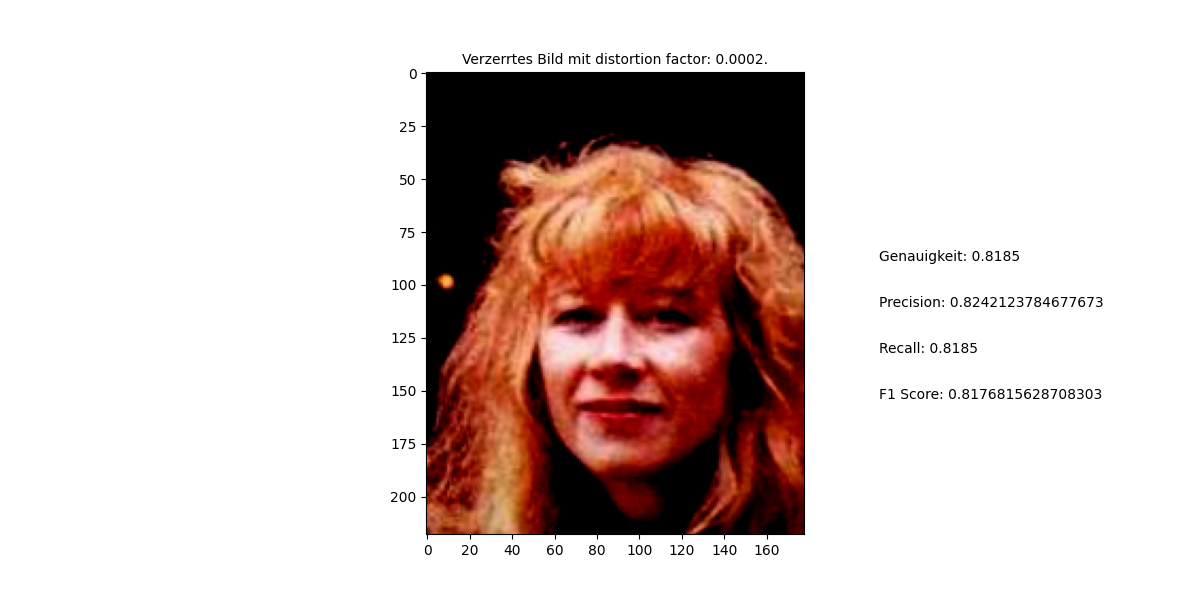 Verzerrtes Bild mit distortion factor: 0.0002.
0
25
50
75
100
125
150
175
200
0 20 40 60 80 100 120 140 160
Genauigkeit: 0.8185
Precision: 0.8242123784677673
Recall: 0.8185
F1 Score: 0.8176815628708303